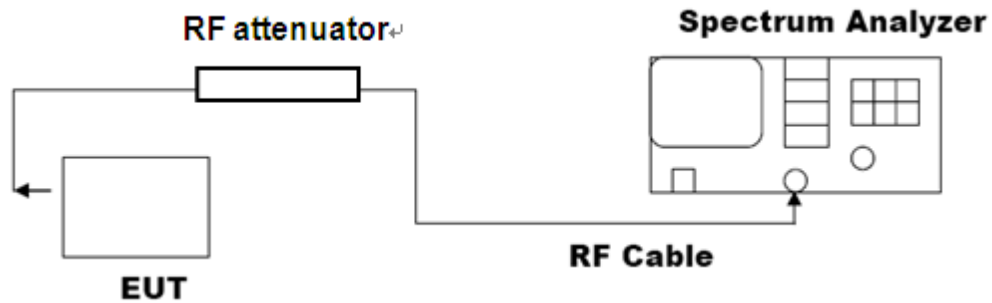 RF attenuator↵
Spectrum Analyzer
RF Cable
EUT